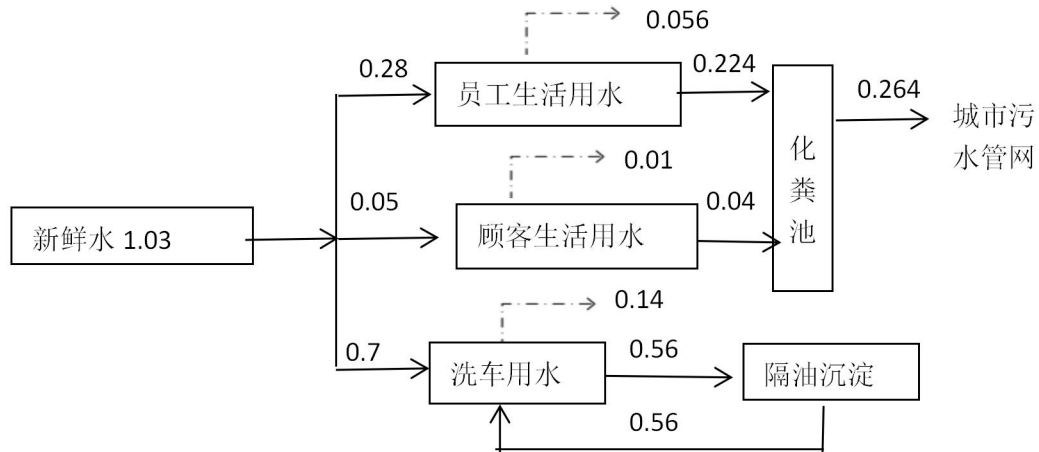 0.056
0.28
员工生活用水
0.224
0.264
城市污
水管网
化
粪
池
0.01
0.05
顾客生活用水
0.04
新鲜水 1.03
0.14
0.7
洗车用水
0.56
隔油沉淀
0.56